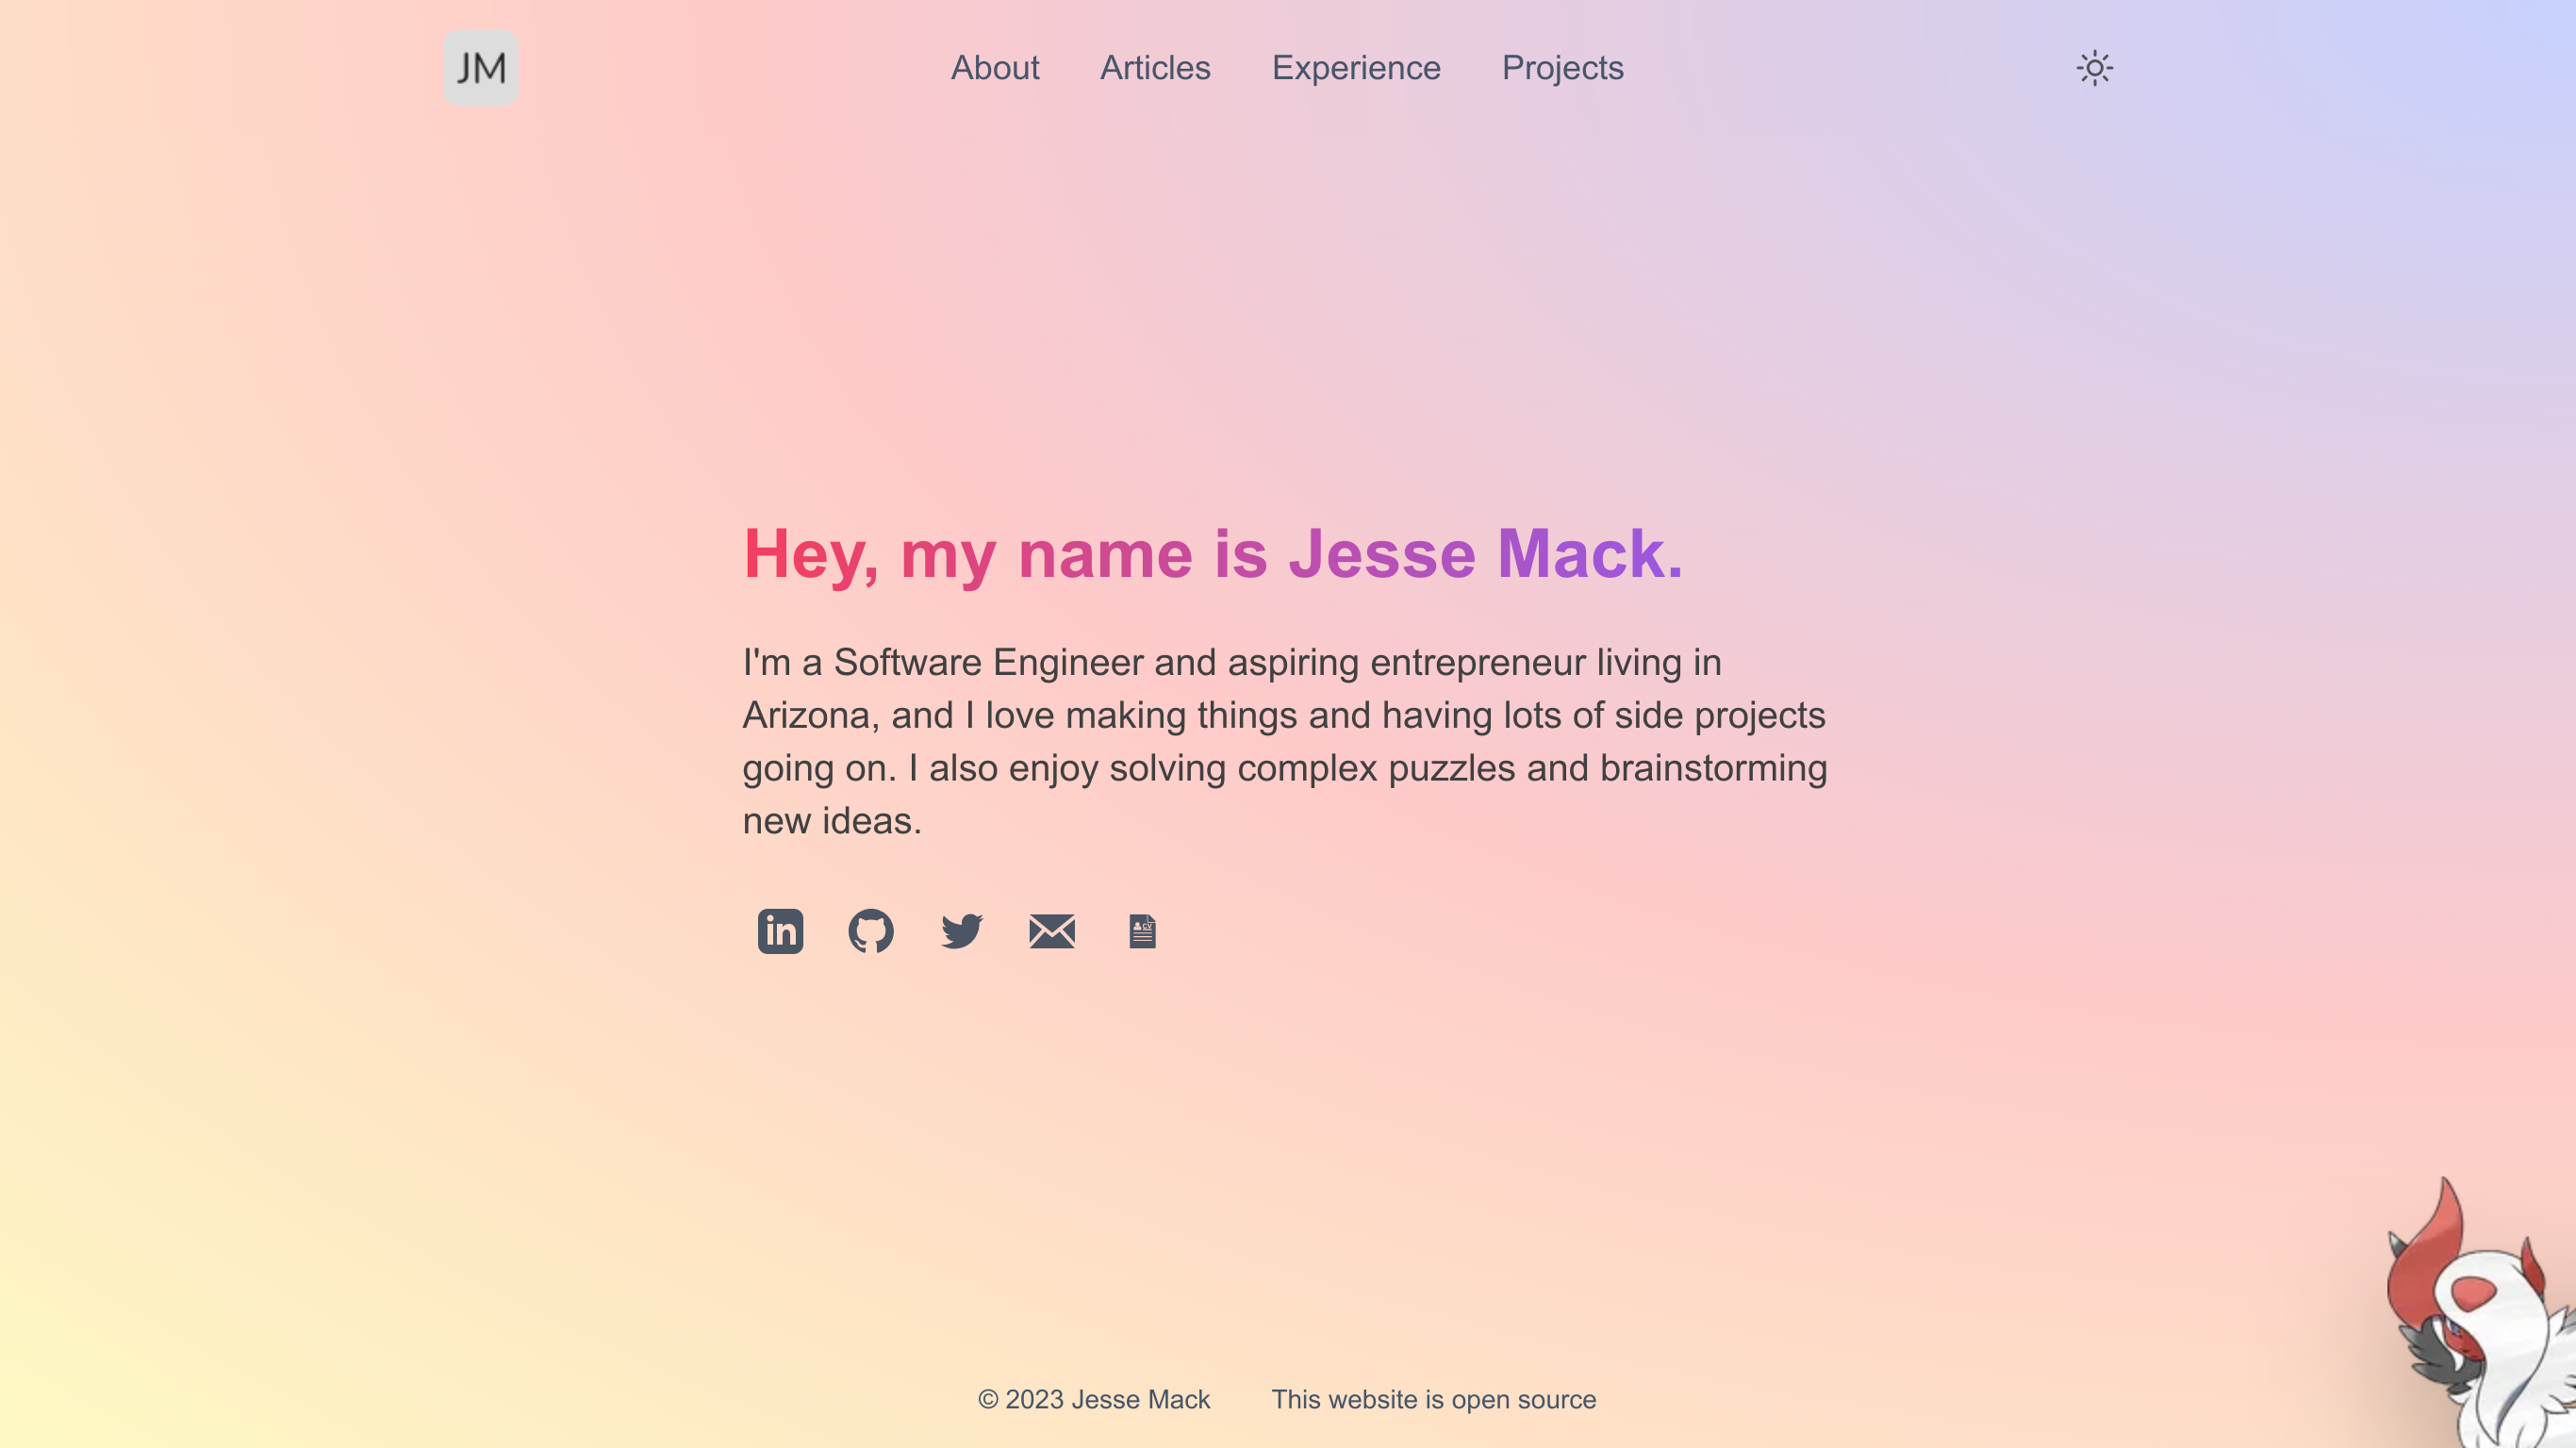 JM
About
Articles
Experience
Projects
Hey, my name is Jesse Mack.
I'm a Software Engineer and aspiring entrepreneur living in
Arizona, and I love making things and having lots of side projects
going on. I also enjoy solving complex puzzles and brainstorming
new ideas.
in
CV
© 2023 Jesse Mack
This website is open source